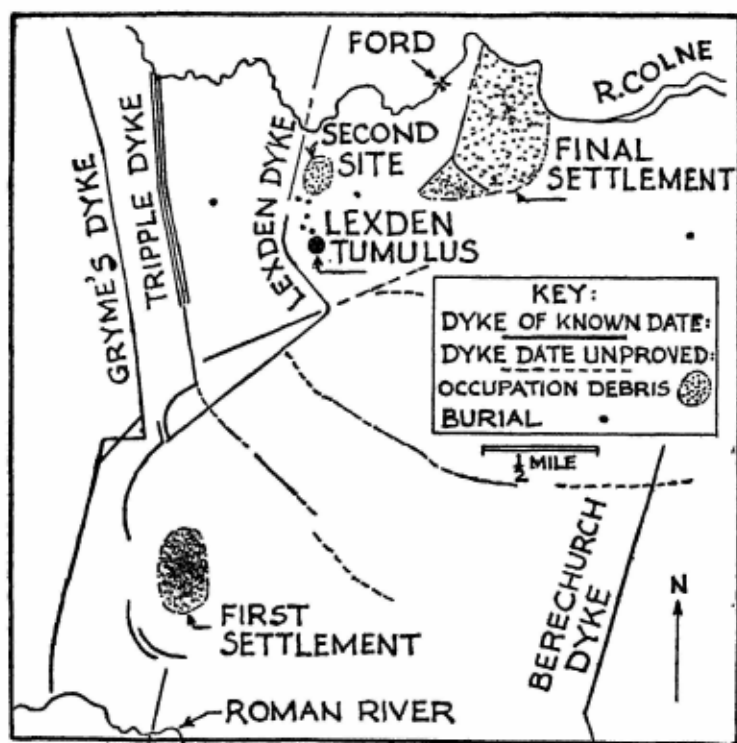 FORD
R. COLNE
SECOND
SITE
FINAL
SETTLEMENT
GRYME'S DYKE
TRIPPLE DYKE
LEXDEN DYKE
LEXDEN
TUMULUS
KEY:
DYKE OF KNOWN DATE:
DYKE DATE UNPROVED:
OCCUPATION DEBRIS
BURIAL
½ MILE
BERECHURCH
DYKE
N
FIRST
SETTLEMENT
ROMAN RIVER